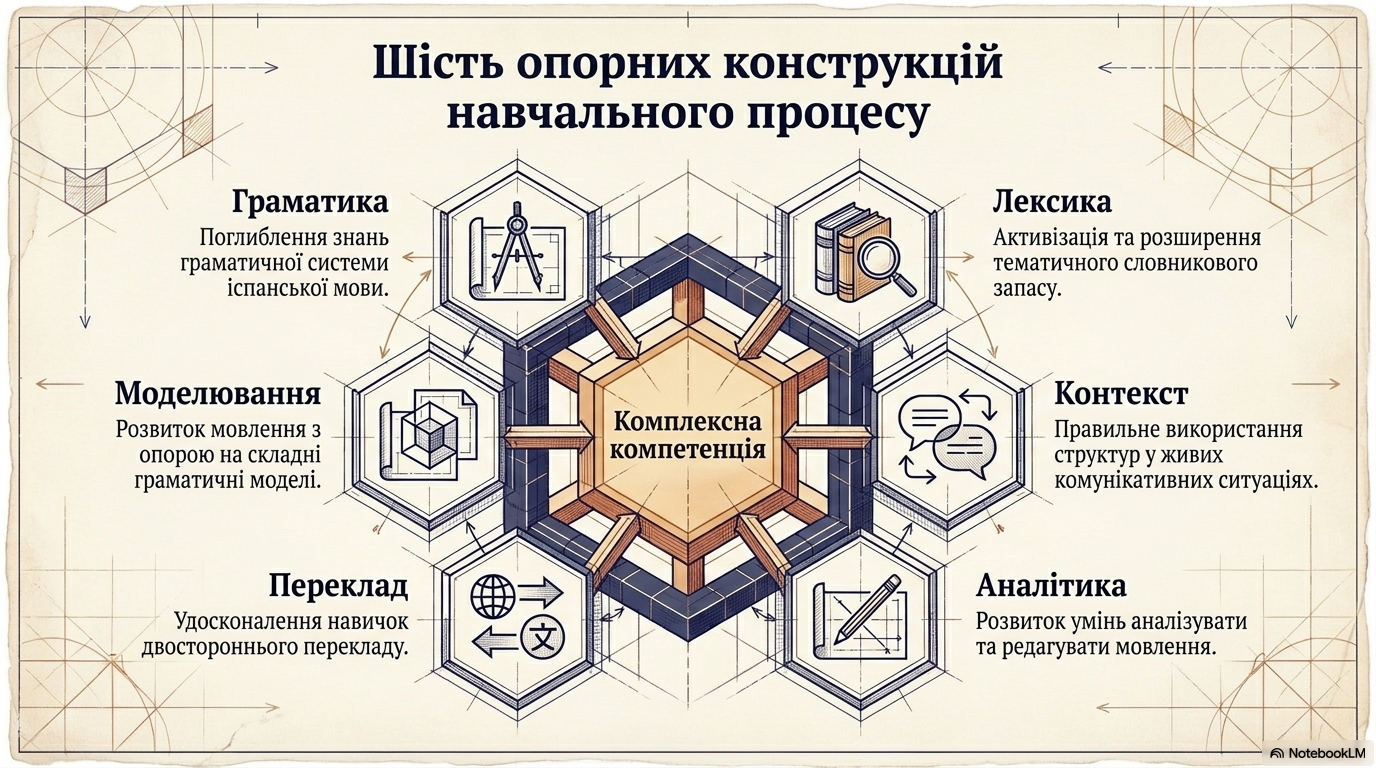 Шість опорних конструкцій
навчального процесу
Граматика
Поглиблення знань
граматичної системи
іспанської мови.
Лексика
Активізація та розширення
тематичного словникового
запасу.
Моделювання
Розвиток мовлення з
опорою на складні
граматичні моделі.
Комплексна
компетенція
Контекст
Правильне використання
структур у живих
комунікативних ситуаціях.
Переклад
Удосконалення навичок
двостороннього перекладу.
文
Аналітика
Розвиток умінь аналізувати
та редагувати мовлення.
NotebookLM